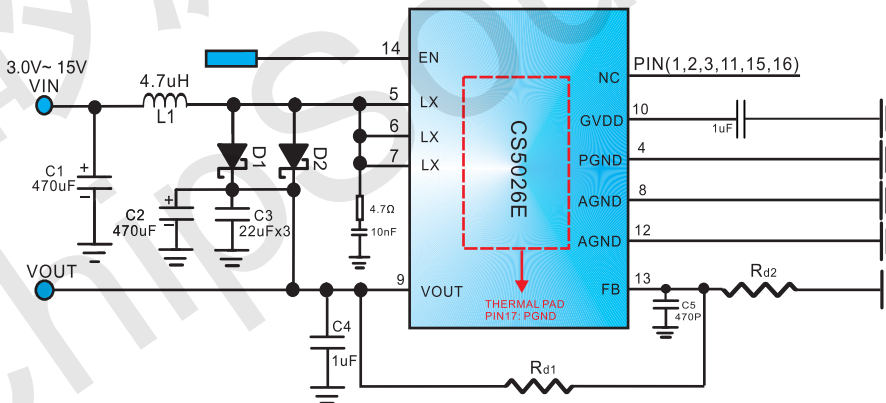 3.0V~ 15V
VIN
4.7uH
L1
14
EN
5
LX
6
LX
7
LX
9
VOUT
C1
470uF
+
−
D1
D2
C2
470uF
+
−
C3
22uFx3
4.7Ω
10nF
VOUT
C4
1uF
CS5026E
THERMAL PAD
PIN17: PGND
NC
PIN(1,2,3,11,15,16)
GVDD
10
1uF
PGND
4
AGND
8
AGND
12
FB
13
C5
470P
Rd2
Rd1